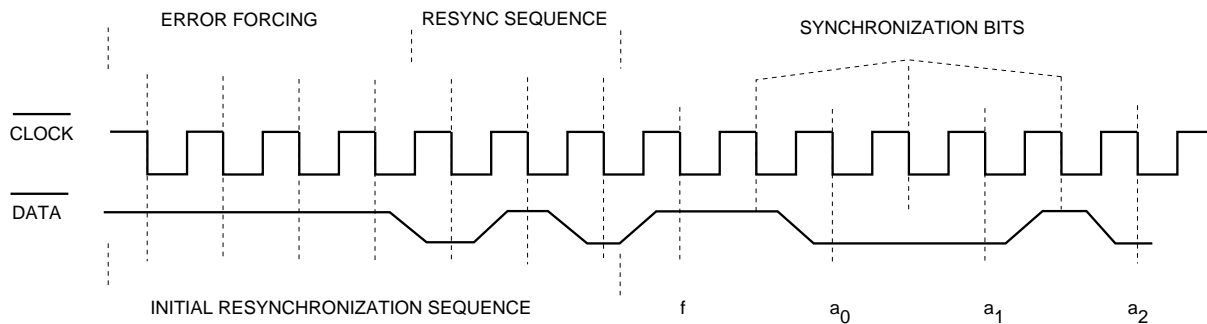 ERROR FORCING
RESYNC SEQUENCE
SYNCHRONIZATION BITS
CLOCK
DATA
INITIAL RESYNCHRONIZATION SEQUENCE
f
a0
a1
a2